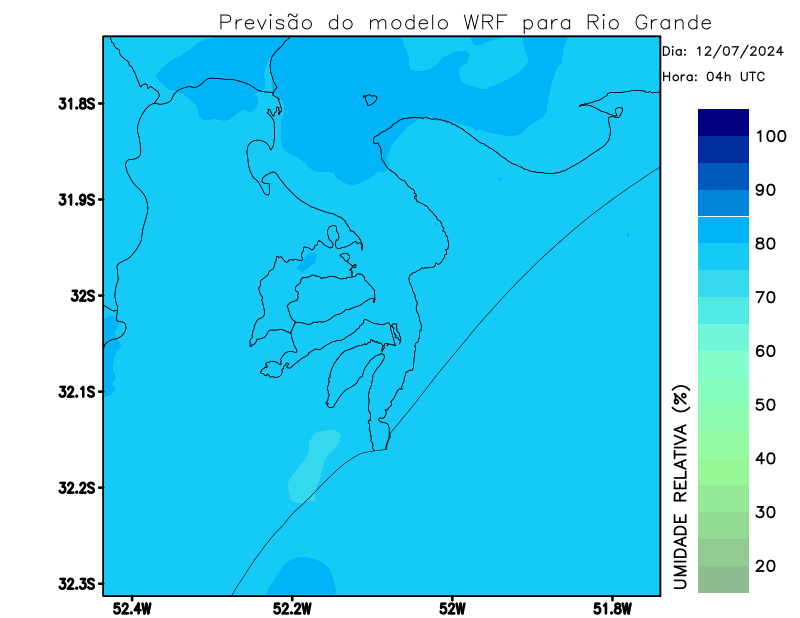 Previsão do modelo WRF para Rio Grande
Dia: 12/07/2024
Hora: 04h UTC
31.8S
31.9S
32S
32.1S
32.2S
32.3S
52.4W
52.2W
52W
51.8W
100
90
80
70
60
50
40
30
20
UMIDADE RELATIVA (%)